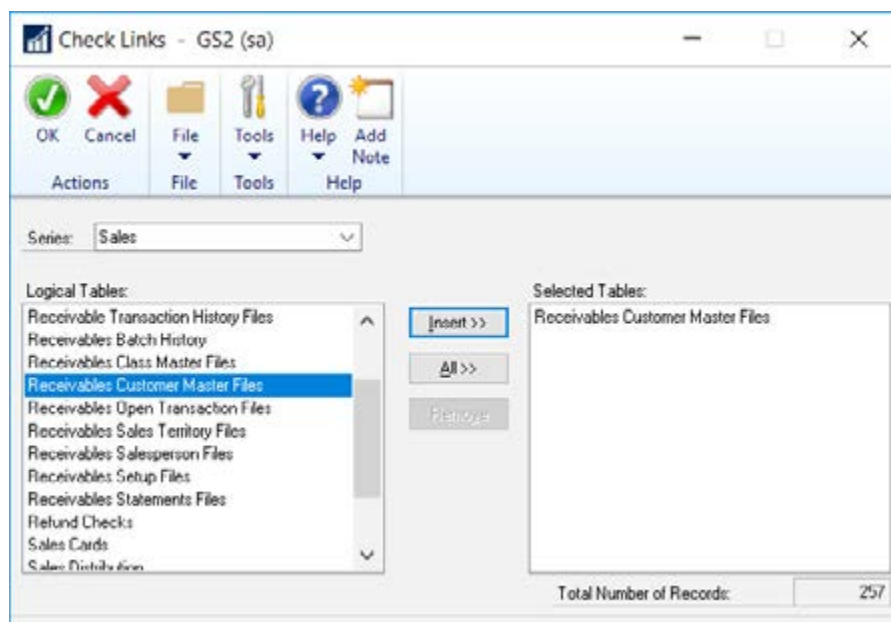 Check Links - GS2 (sa)
OK Cancel File Tools Help Add Note
Actions File Tools Help
Series: Sales
Logical Tables:
Receivable Transaction History Files
Receivables Batch History
Receivables Class Master Files
Receivables Customer Master Files
Receivables Open Transaction Files
Receivables Sales Territory Files
Receivables Salesperson Files
Receivables Setup Files
Receivables Statements Files
Refund Checks
Sales Cards
Sales Distribution
Insert >>
All >>
Remove
Selected Tables:
Receivables Customer Master Files
Total Number of Records: 257